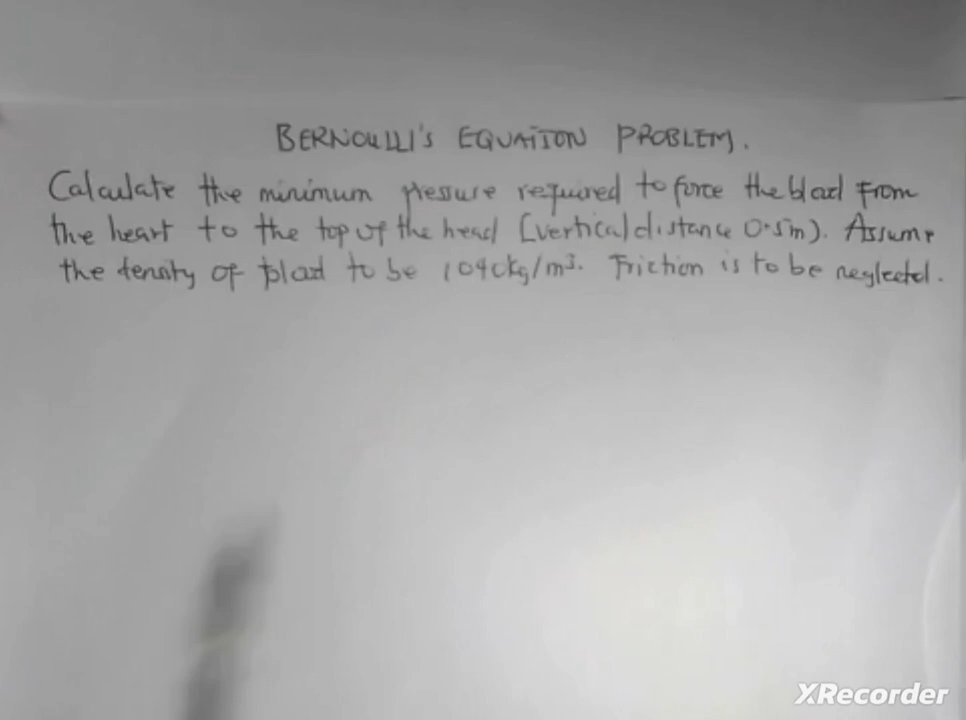 BERNOULLI'S EQUAITON PROBLEM.
Calculate the minimum pressure required to force the blood from
the heart to the top of the head [vertical distance 0.5m). Assume
the density of blood to be 1040kg/m³. Friction is to be neglected.
XRecorder